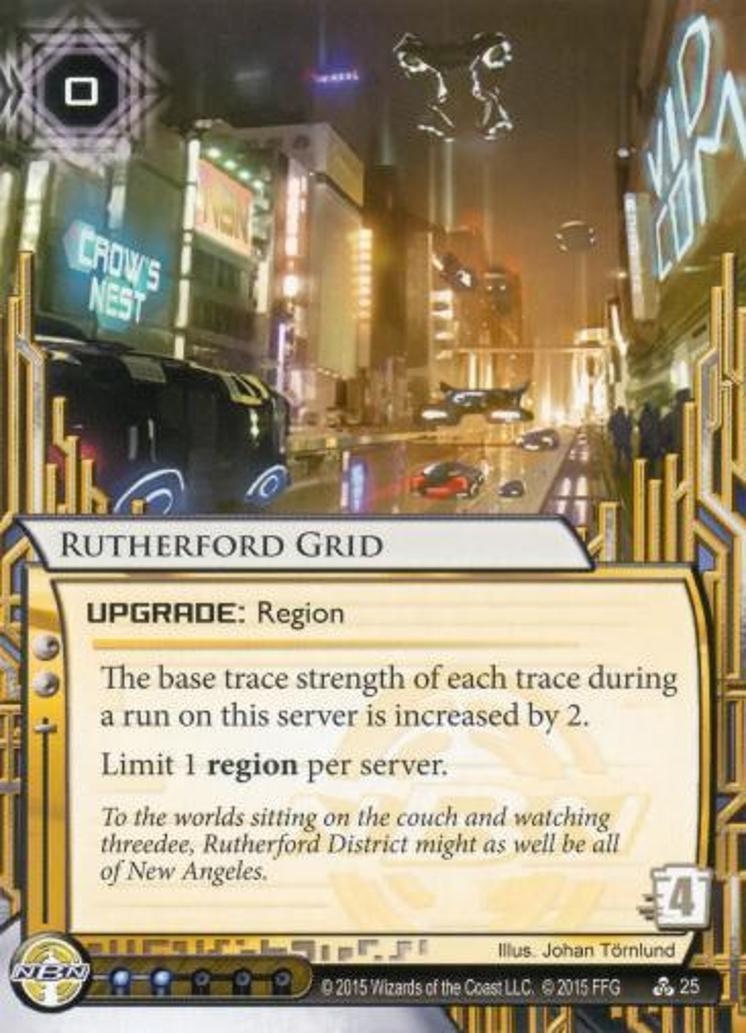 0
VID
COM
NBN
CROW'S
NEST
RUTHERFORD GRID
UPGRADE: Region
The base trace strength of each trace during
a run on this server is increased by 2.
Limit 1 region per server.
To the worlds sitting on the couch and watching
threedee, Rutherford District might as well be all
of New Angeles.
4
Illus. Johan Törnlund
NBN
© 2015 Wizards of the Coast LLC. © 2015 FFG
25